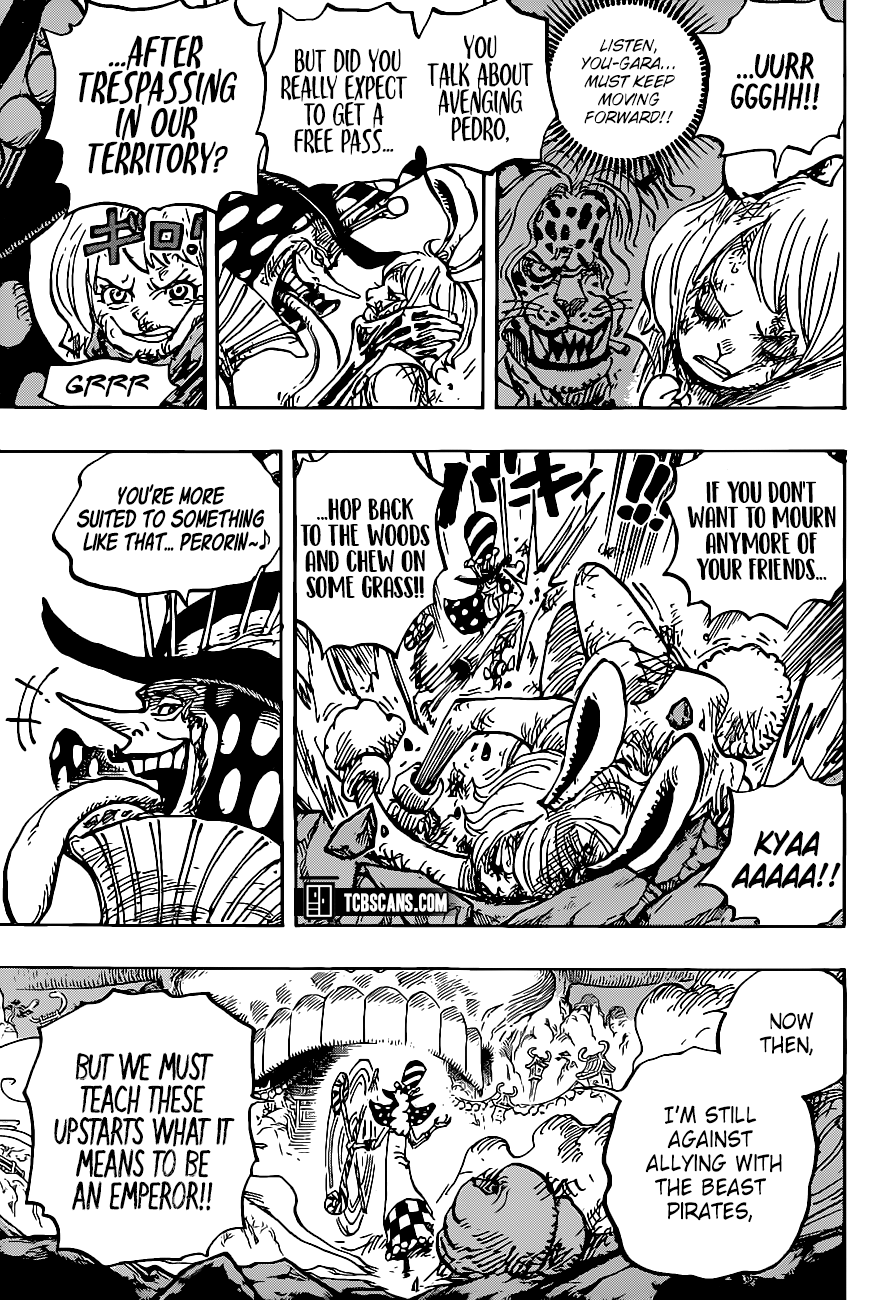 ...UURR
GGGHH!!
LISTEN,
YOU-GARA...
MUST KEEP
MOVING
FORWARD!!
YOU
TALK ABOUT
AVENGING
PEDRO,
BUT DID YOU
REALLY EXPECT
TO GET A
FREE PASS...
...AFTER
TRESPASSING
IN OUR
TERRITORY?
ギロ!
GRRR
IF YOU DON'T
WANT TO MOURN
ANYMORE OF
YOUR FRIENDS...
...HOP BACK
TO THE WOODS
AND CHEW ON
SOME GRASS!!
KYAA
AAAAA!!
TCBSCANS.COM
YOU'RE MORE
SUITED TO SOMETHING
LIKE THAT... PERORIN~♪
NOW
THEN,
I'M STILL
AGAINST
ALLYING WITH
THE BEAST
PIRATES,
BUT WE MUST
TEACH THESE
UPSTARTS WHAT IT
MEANS TO BE
AN EMPEROR!!